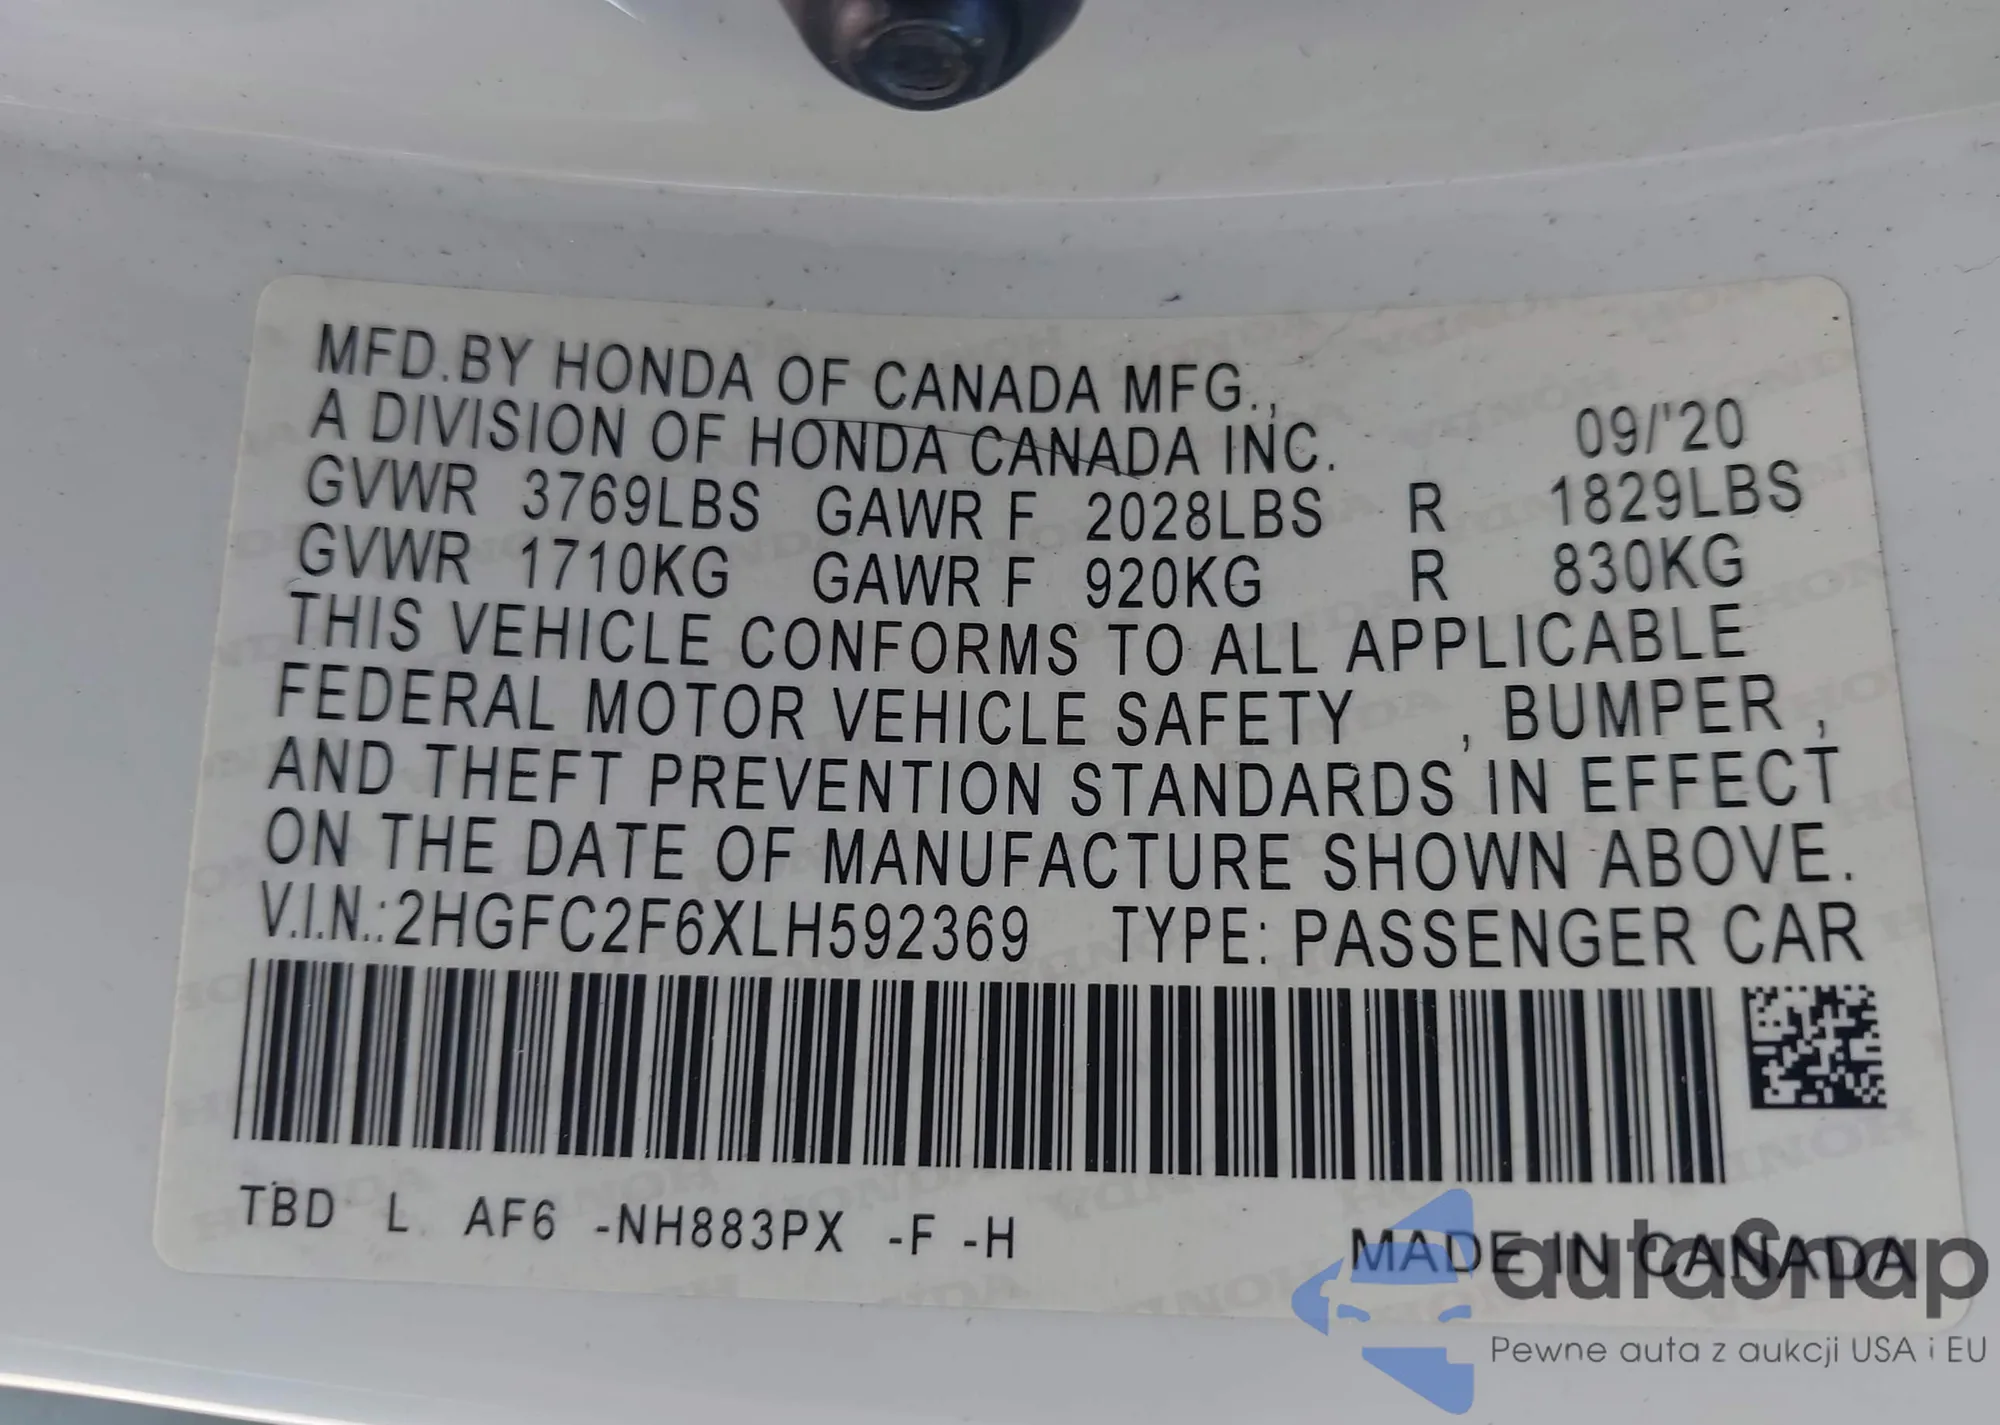 MFD.BY HONDA OF CANADA MFG.,
A DIVISION OF HONDA CANADA INC. 09/'20
GVWR 3769LBS GAWR F 2028LBS R 1829LBS
GVWR 1710KG GAWR F 920KG R 830KG
THIS VEHICLE CONFORMS TO ALL APPLICABLE
FEDERAL MOTOR VEHICLE SAFETY , BUMPER ,
AND THEFT PREVENTION STANDARDS IN EFFECT
ON THE DATE OF MANUFACTURE SHOWN ABOVE.
V.I.N.:2HGFC2F6XLH592369 TYPE: PASSENGER CAR
TBD L AF6 -NH883PX -F -H
MADE IN CANADA
autaSnap
Pewne auta z aukcji USA i EU